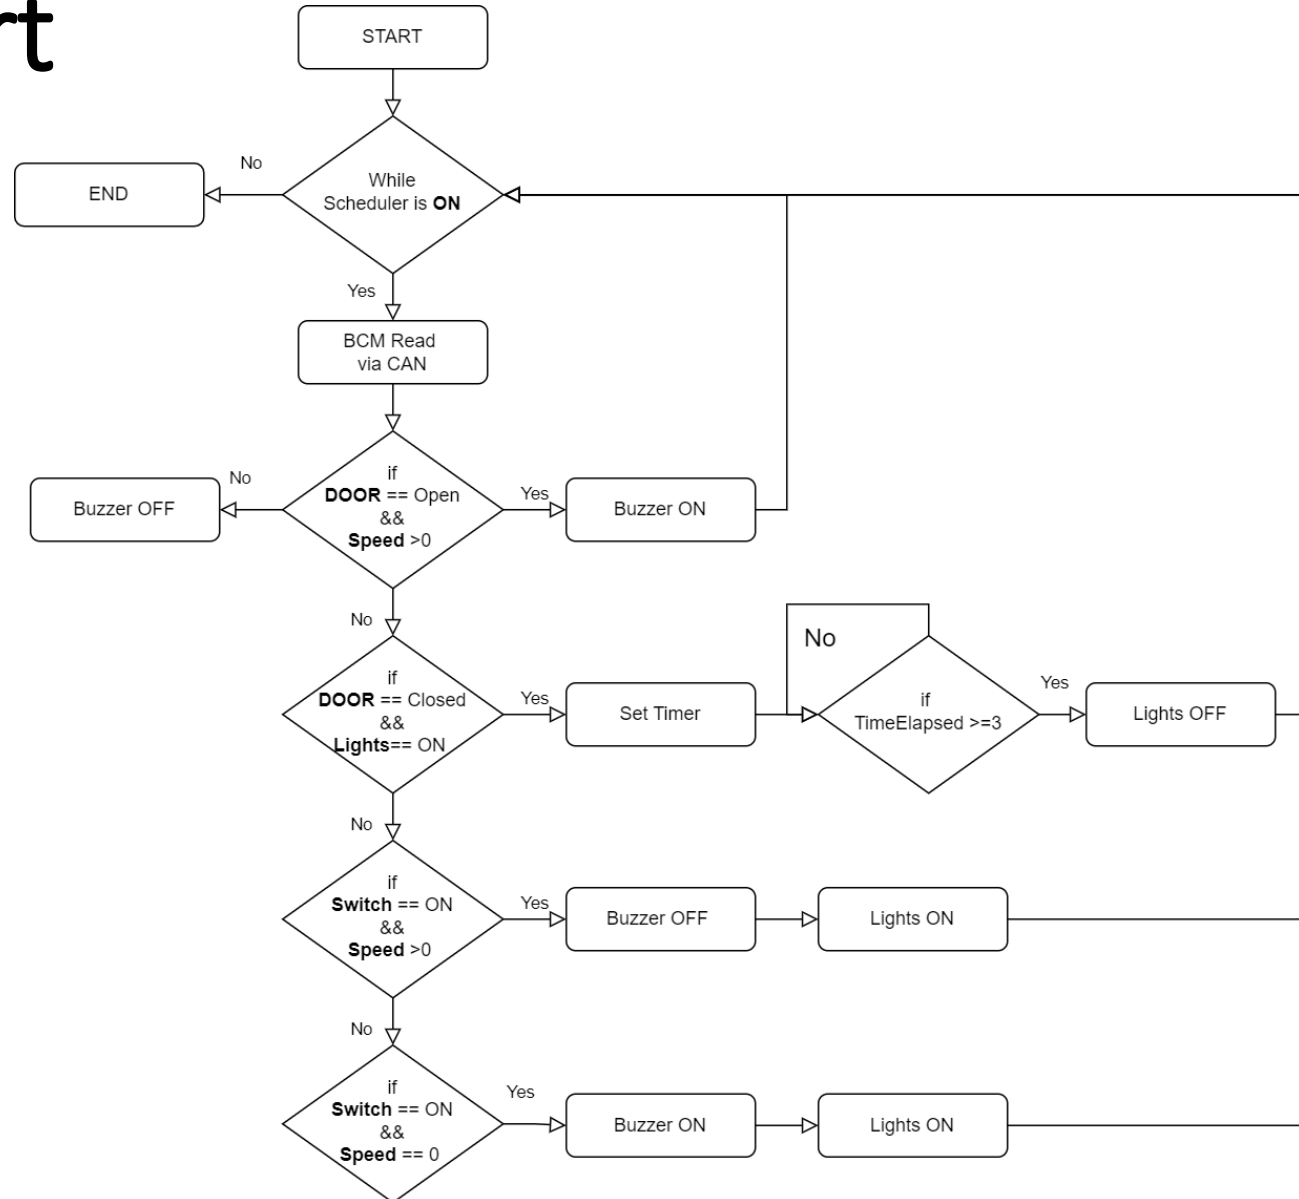 rt
START
No
END
While
Scheduler is ON
Yes
BCM Read
via CAN
No
Buzzer OFF
if
DOOR == Open
&&
Speed >0
Yes
Buzzer ON
No
if
DOOR == Closed
&&
Lights== ON
Yes
Set Timer
No
if
TimeElapsed >=3
Yes
Lights OFF
No
if
Switch == ON
&&
Speed >0
Yes
Buzzer OFF
Lights ON
No
if
Switch == ON
&&
Speed == 0
Yes
Buzzer ON
Lights ON